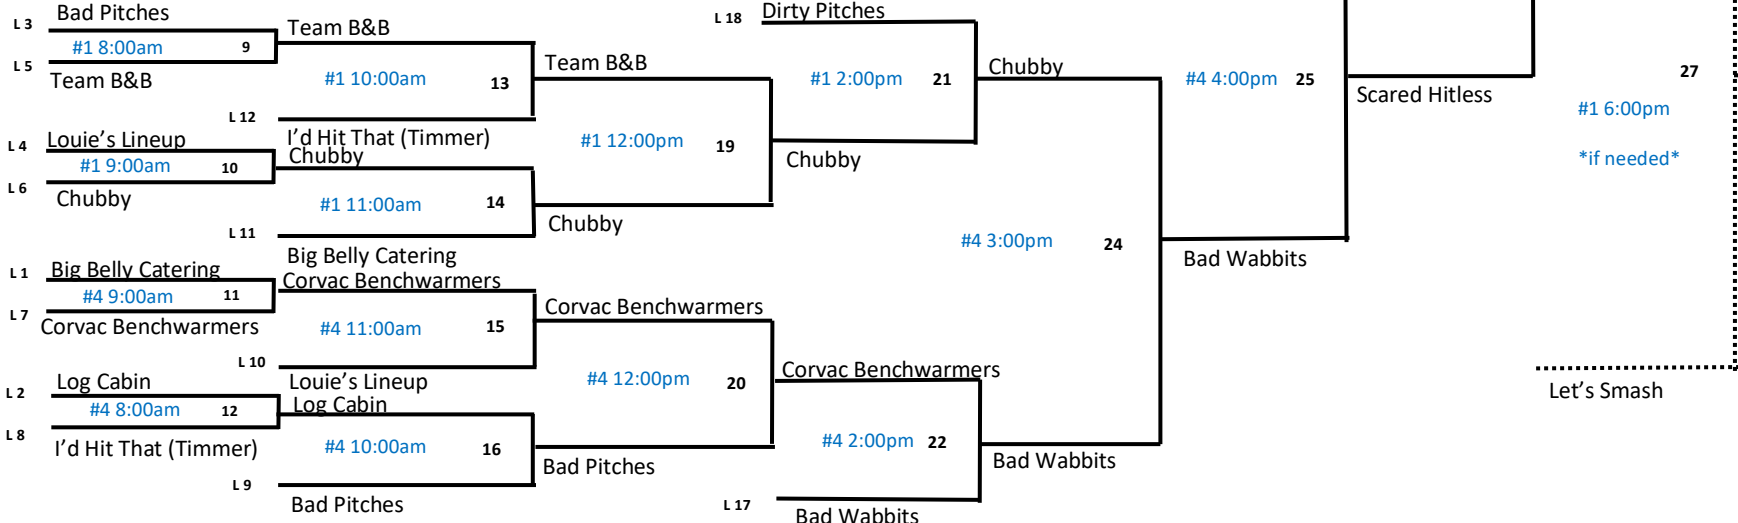 Bad Pitches
L 3
#1 8:00am 9
L 5
Team B&B
Team B&B
#1 10:00am 13
L 12
I'd Hit That (Timmer)
Louie's Lineup
L 4
#1 9:00am 10
L 6
Chubby
Chubby
#1 11:00am 14
L 11
Big Belly Catering
Big Belly Catering
L 1
#4 9:00am 11
L 7
Corvac Benchwarmers
Corvac Benchwarmers
#4 11:00am 15
L 10
Louie's Lineup
Log Cabin
L 2
#4 8:00am 12
L 8
I'd Hit That (Timmer)
Log Cabin
#4 10:00am 16
L 9
Bad Pitches
Team B&B
#1 12:00pm 19
Chubby
Corvac Benchwarmers
#4 12:00pm 20
Bad Pitches
Dirty Pitches
L 18
#1 2:00pm 21
Chubby
Corvac Benchwarmers
#4 2:00pm 22
L 17
Bad Wabbits
Chubby
#4 3:00pm 24
Bad Wabbits
#4 4:00pm 25
Bad Wabbits
Scared Hitless
27
#1 6:00pm
*if needed*
Let's Smash